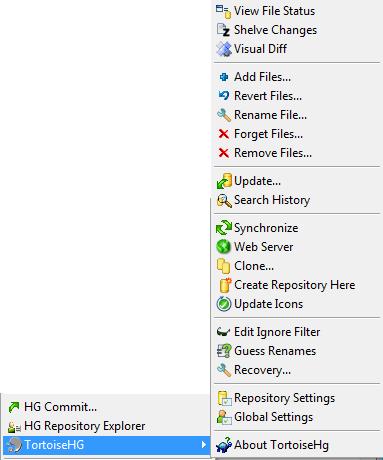 View File Status
Shelve Changes
Visual Diff
Add Files...
Revert Files...
Rename File...
Forget Files...
Remove Files...
Update...
Search History
Synchronize
Web Server
Clone...
Create Repository Here
Update Icons
Edit Ignore Filter
Guess Renames
Recovery...
Repository Settings
Global Settings
About TortoiseHg
HG Commit...
HG Repository Explorer
TortoiseHG